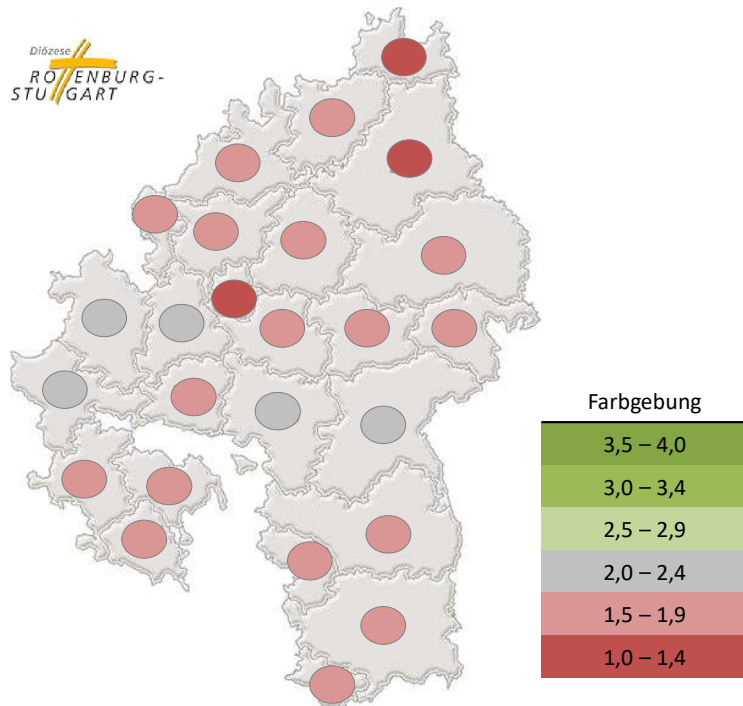 Diözese
ROTTENBURG-
STUTTGART
Farbgebung
3,5 – 4,0
3,0 – 3,4
2,5 – 2,9
2,0 – 2,4
1,5 – 1,9
1,0 – 1,4